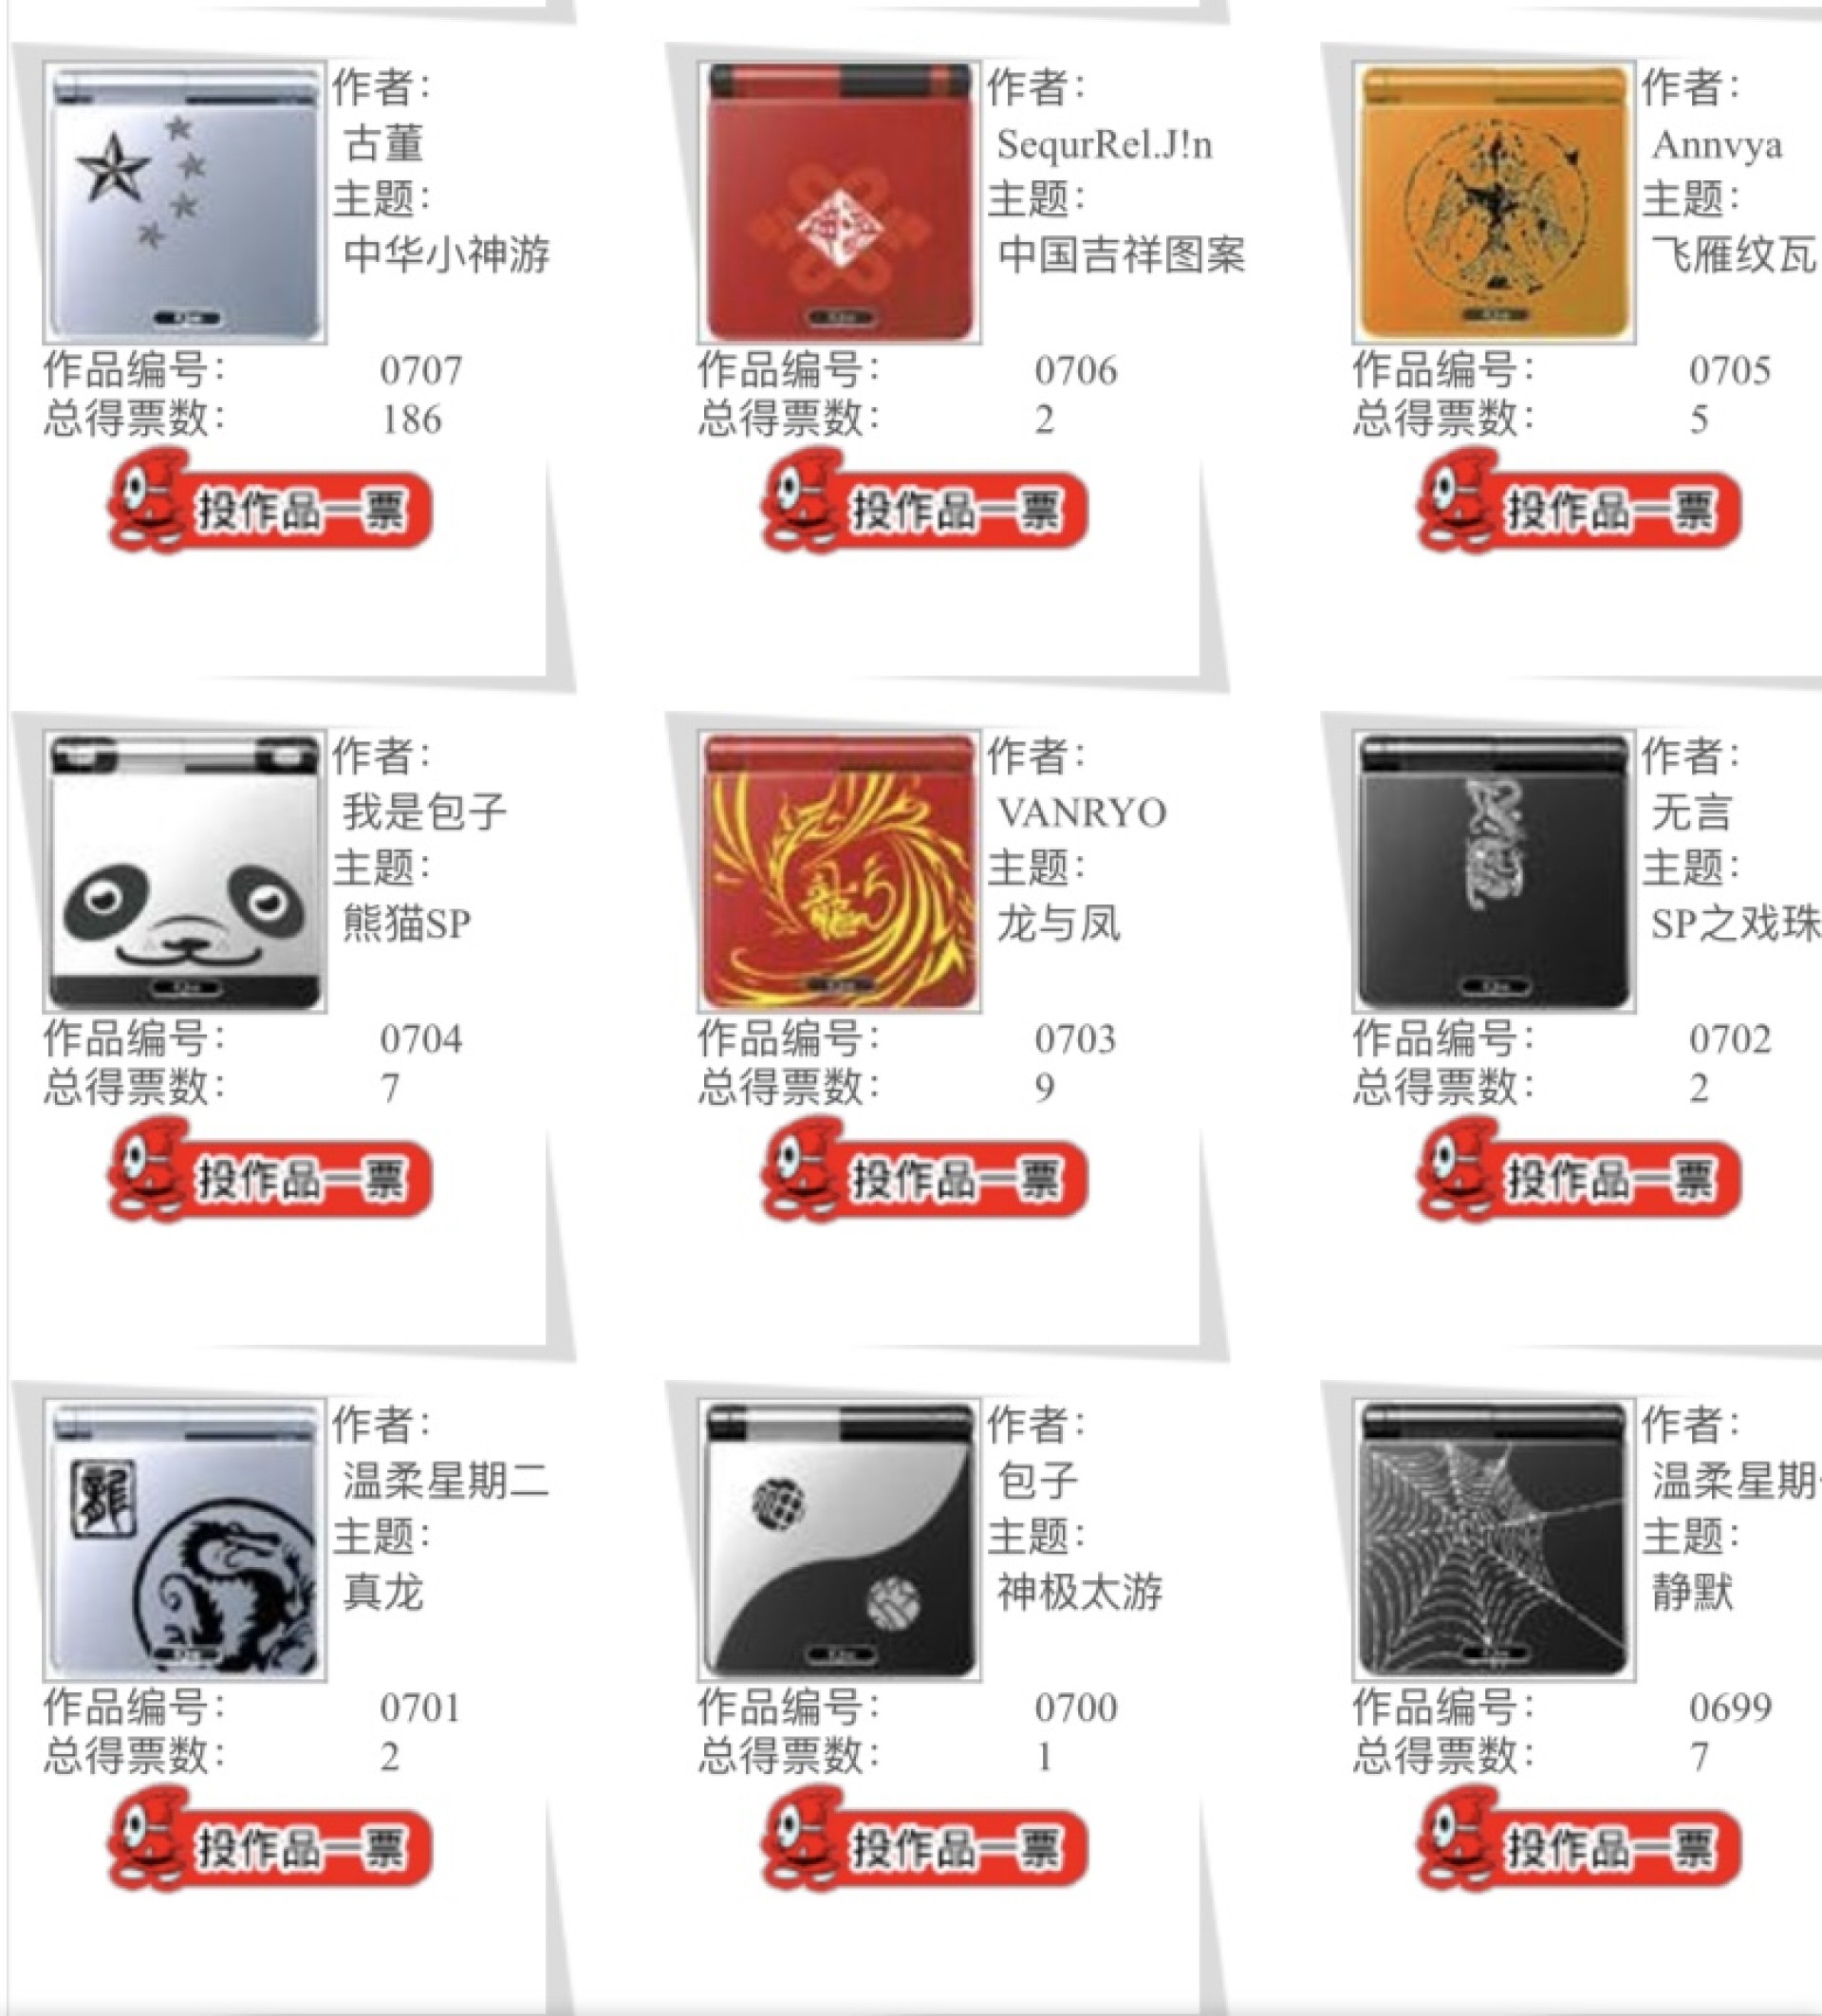 作者：
古董
主题：
中华小神游
作品编号： 0707
总得票数： 186
投作品一票
作者：
SequrRel.J!n
主题：
中国吉祥图案
作品编号： 0706
总得票数： 2
投作品一票
作者：
Annvya
主题：
飞雁纹瓦
作品编号： 0705
总得票数： 5
投作品一票
作者：
我是包子
主题：
熊猫SP
作品编号： 0704
总得票数： 7
投作品一票
作者：
VANRYO
主题：
龙与凤
作品编号： 0703
总得票数： 9
投作品一票
作者：
无言
主题：
SP之戏珠
作品编号： 0702
总得票数： 2
投作品一票
作者：
温柔星期二
主题：
真龙
作品编号： 0701
总得票数： 2
投作品一票
作者：
包子
主题：
神极太游
作品编号： 0700
总得票数： 1
投作品一票
作者：
温柔星期
主题：
静默
作品编号： 0699
总得票数： 7
投作品一票